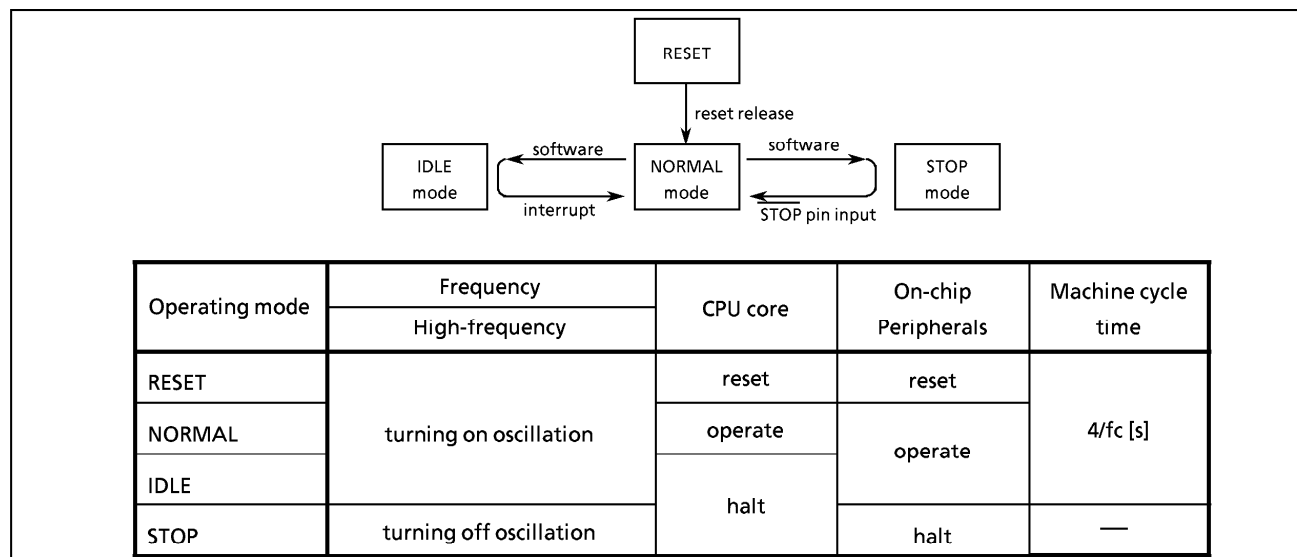 RESET
reset release
software
software
IDLE
mode
NORMAL
mode
STOP
mode
interrupt
STOP pin input
Operating mode
Frequency
High-frequency
CPU core
On-chip
Peripherals
Machine cycle
time
RESET
turning on oscillation
reset
reset
4/fc [s]
NORMAL
operate
operate
IDLE
halt
STOP
turning off oscillation
halt
—